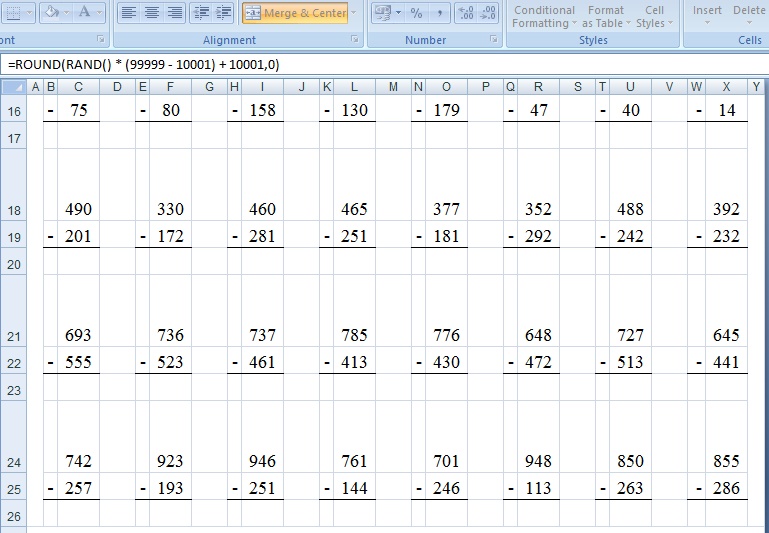 Merge & Center
Conditional Format Cell
Formatting as Table Styles
Insert Delete
ont Alignment Number Styles Cells
=ROUND(RAND() * (99999 - 10001) + 10001,0)
A B C D E F G H I J K L M N O P Q R S T U V W X Y
16 - 75 - 80 - 158 - 130 - 179 - 47 - 40 - 14
17
18 490 330 460 465 377 352 488 392
19 - 201 - 172 - 281 - 251 - 181 - 292 - 242 - 232
20
21 693 736 737 785 776 648 727 645
22 - 555 - 523 - 461 - 413 - 430 - 472 - 513 - 441
23
24 742 923 946 761 701 948 850 855
25 - 257 - 193 - 251 - 144 - 246 - 113 - 263 - 286
26